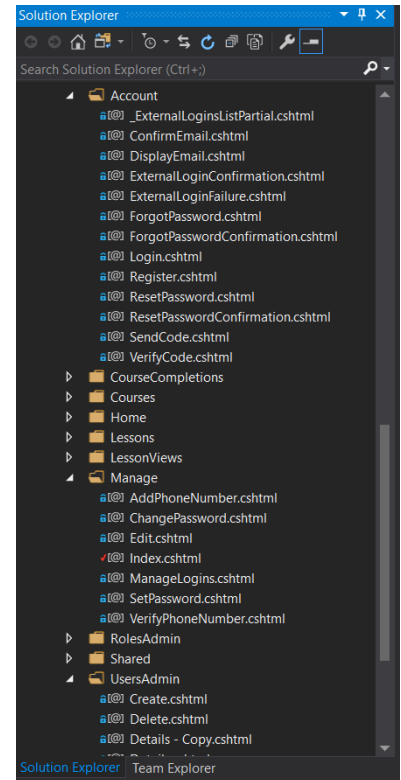 Solution Explorer
Search Solution Explorer (Ctrl+;)
Account
_ExternalLoginsListPartial.cshtml
ConfirmEmail.cshtml
DisplayEmail.cshtml
ExternalLoginConfirmation.cshtml
ExternalLoginFailure.cshtml
ForgotPassword.cshtml
ForgotPasswordConfirmation.cshtml
Login.cshtml
Register.cshtml
ResetPassword.cshtml
ResetPasswordConfirmation.cshtml
SendCode.cshtml
VerifyCode.cshtml
CourseCompletions
Courses
Home
Lessons
LessonViews
Manage
AddPhoneNumber.cshtml
ChangePassword.cshtml
Edit.cshtml
Index.cshtml
ManageLogins.cshtml
SetPassword.cshtml
VerifyPhoneNumber.cshtml
RolesAdmin
Shared
UsersAdmin
Create.cshtml
Delete.cshtml
Details - Copy.cshtml
Solution Explorer Team Explorer